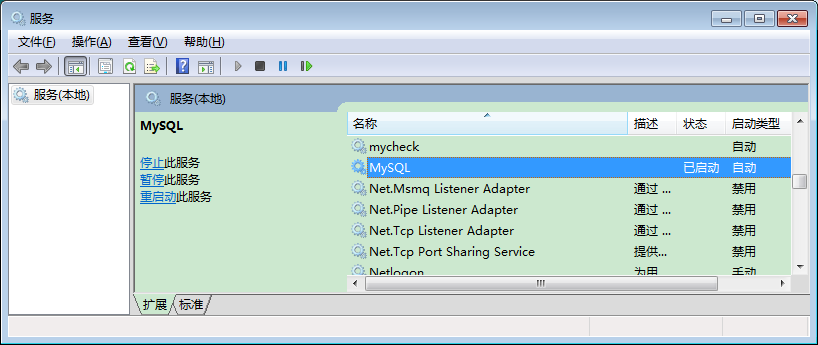 服务
文件(F) 操作(A) 查看(V) 帮助(H)
服务(本地)
服务(本地)
MySQL
停止此服务
暂停此服务
重启动此服务
名称 描述 状态 启动类型
mycheck 自动
MySQL 已启动 自动
Net.Msmq Listener Adapter 通过 ... 禁用
Net.Pipe Listener Adapter 通过 ... 禁用
Net.Tcp Listener Adapter 通过 ... 禁用
Net.Tcp Port Sharing Service 提供... 禁用
Netlogon 为用 手动
扩展 标准